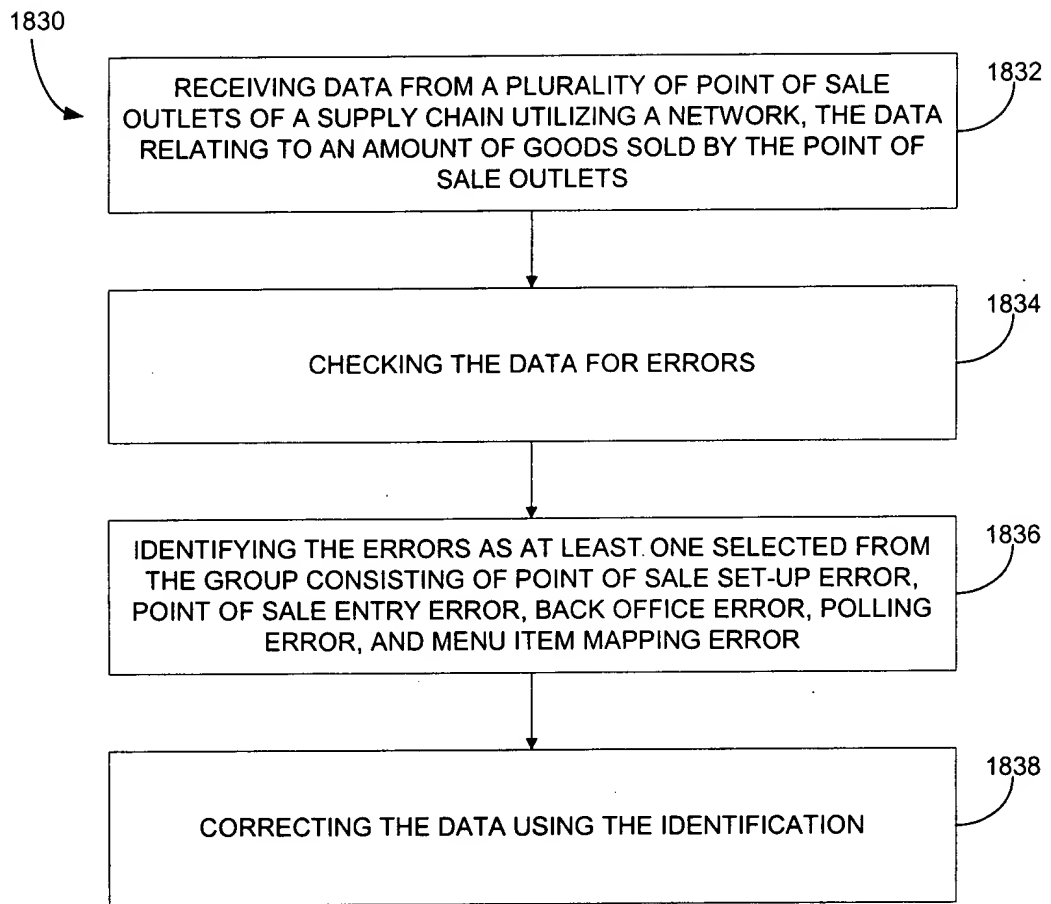 1830
1832
RECEIVING DATA FROM A PLURALITY OF POINT OF SALE
OUTLETS OF A SUPPLY CHAIN UTILIZING A NETWORK, THE DATA
RELATING TO AN AMOUNT OF GOODS SOLD BY THE POINT OF
SALE OUTLETS
1834
CHECKING THE DATA FOR ERRORS
1836
IDENTIFYING THE ERRORS AS AT LEAST ONE SELECTED FROM
THE GROUP CONSISTING OF POINT OF SALE SET-UP ERROR,
POINT OF SALE ENTRY ERROR, BACK OFFICE ERROR, POLLING
ERROR, AND MENU ITEM MAPPING ERROR
1838
CORRECTING THE DATA USING THE IDENTIFICATION